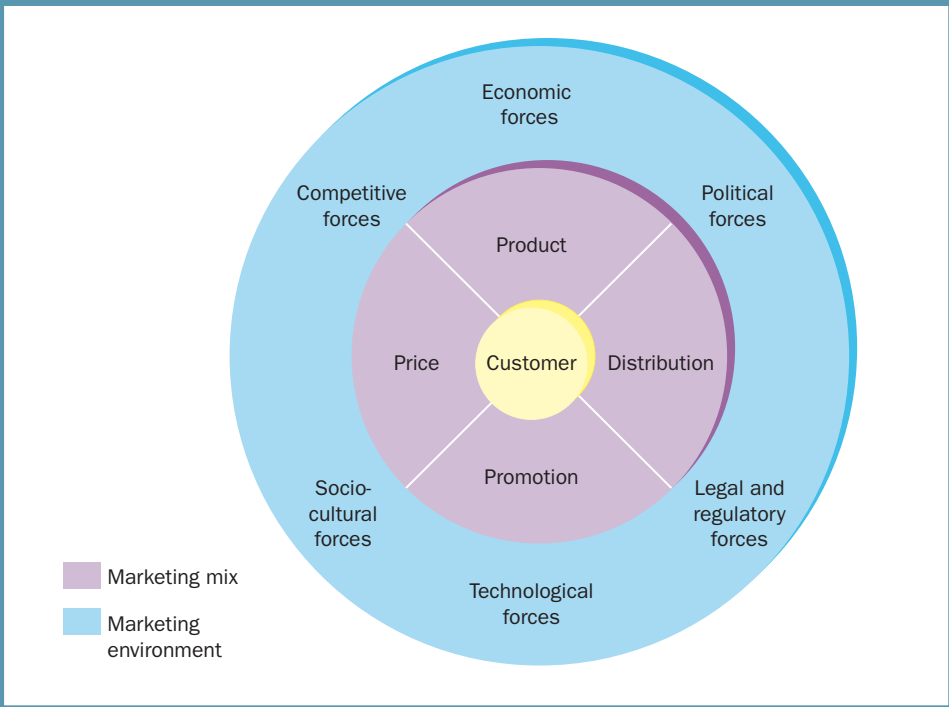 Economic
forces
Competitive
forces
Political
forces
Product
Price
Customer
Distribution
Promotion
Socio-
cultural
forces
Legal and
regulatory
forces
Technological
forces
Marketing mix
Marketing
environment